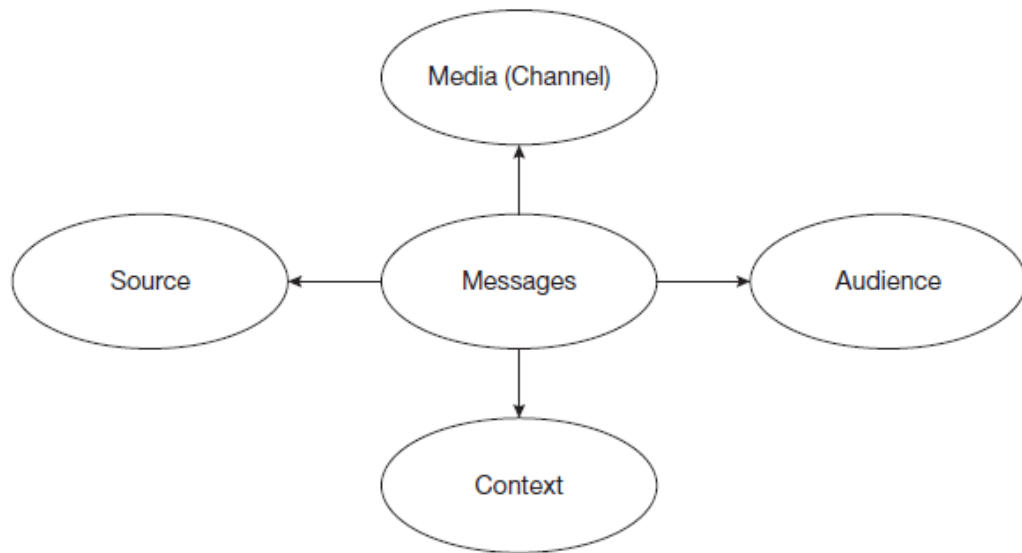 Media (Channel)
Source
Messages
Audience
Context